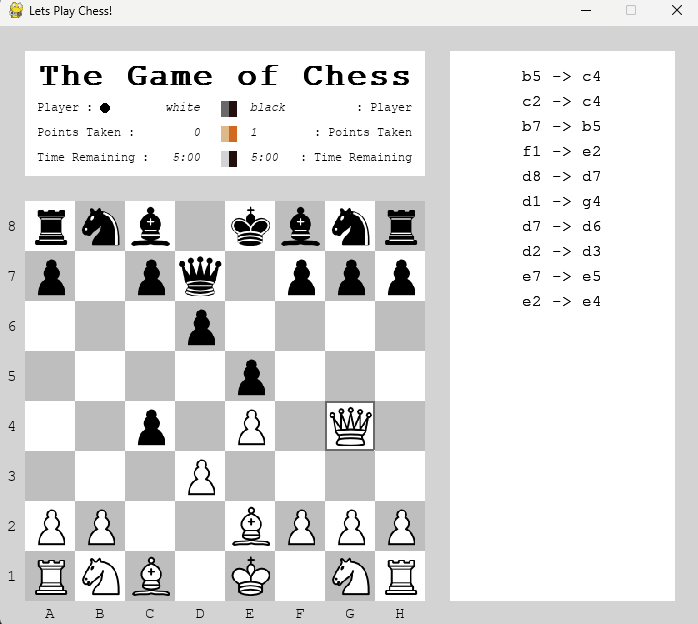 Lets Play Chess!
The Game of Chess
Player : white black : Player
Points Taken : 0 1 : Points Taken
Time Remaining : 5:00 5:00 : Time Remaining
b5 -> c4
c2 -> c4
b7 -> b5
f1 -> e2
d8 -> d7
d1 -> g4
d7 -> d6
d2 -> d3
e7 -> e5
e2 -> e4
8
7
6
5
4
3
2
1
A B C D E F G H